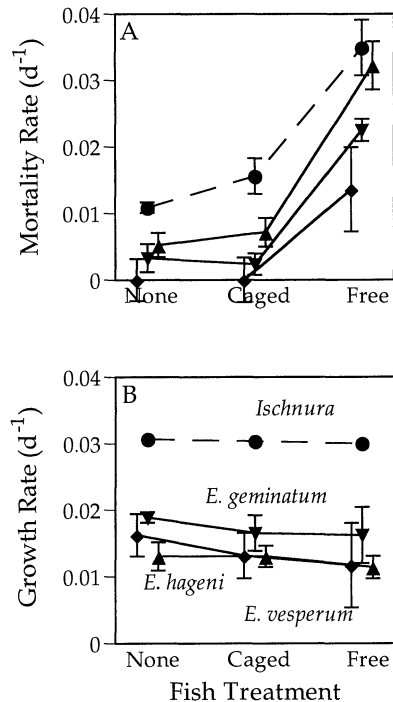 A
0.04
0.03
0.02
0.01
0
Mortality Rate (d⁻¹)
None Caged Free
B
0.04
0.03
0.02
0.01
0
Growth Rate (d⁻¹)
Ischnura
E. geminatum
E. hageni
E. vesperum
None Caged Free
Fish Treatment